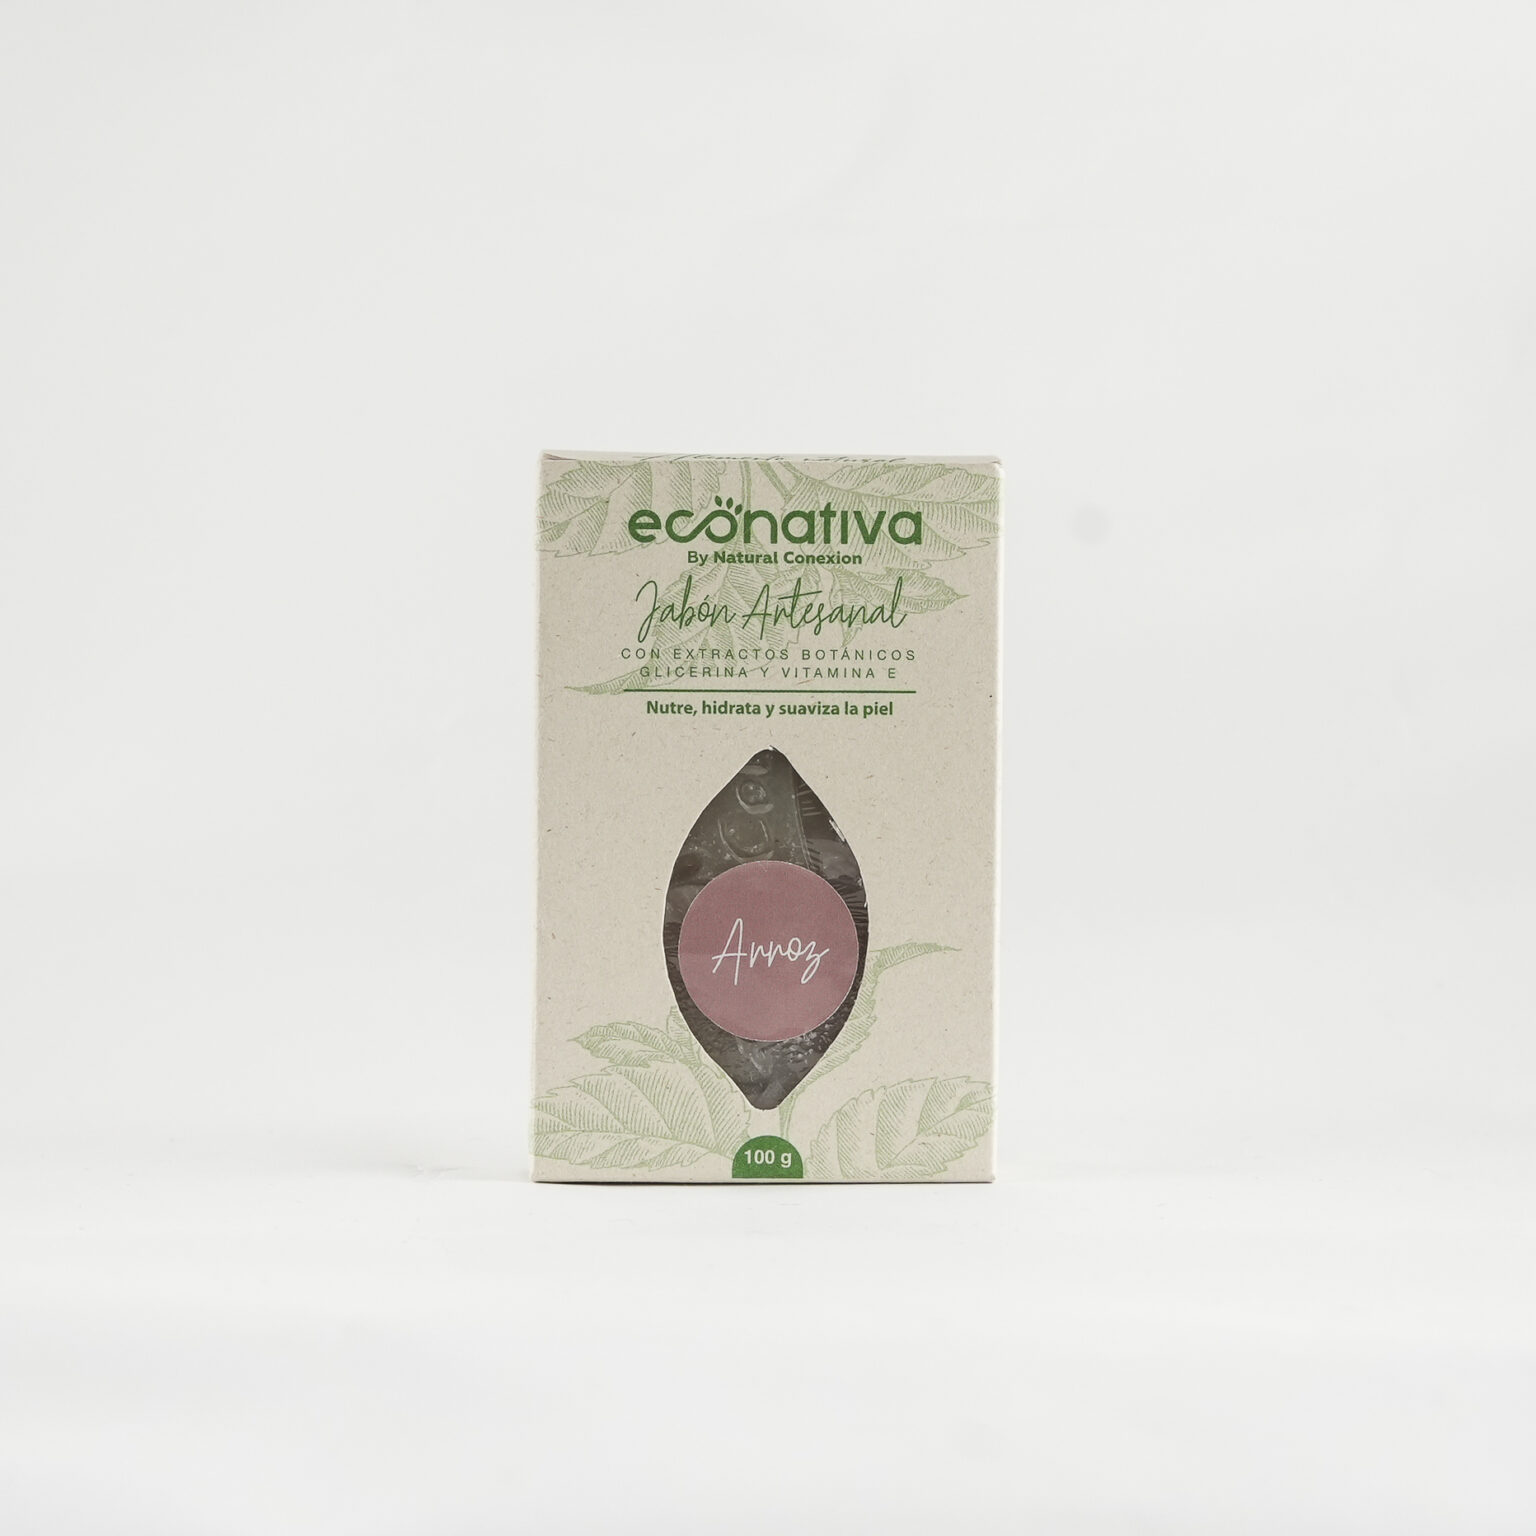 econativa
By Natural Conexion
Jabón Artesanal
CON EXTRACTOS BOTÁNICOS
GLICERINA Y VITAMINA E
Nutre, hidrata y suaviza la piel
Arroz
100 g